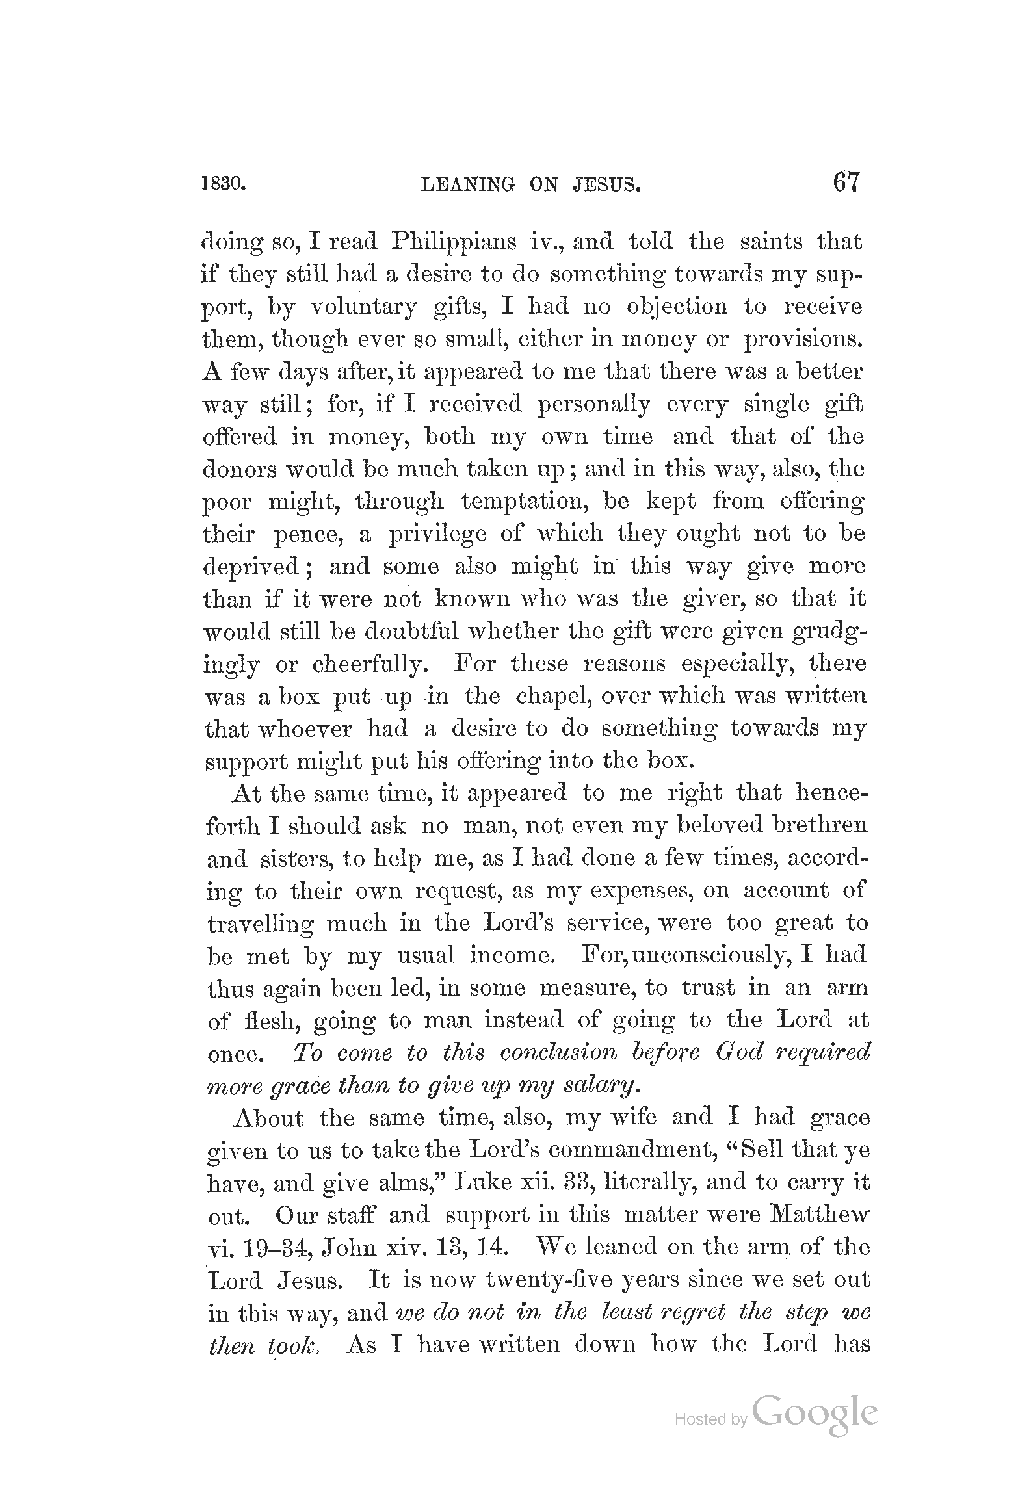 1830. LEANING ON JESUS. 67
doing so, I read Philippians iv., and told the saints that
if they still had a desire to do something towards my sup-
port, by voluntary gifts, I had no objection to receive
them, though ever so small, either in money or provisions.
A few days after, it appeared to me that there was a better
way still; for, if I received personally every single gift
offered in money, both my own time and that of the
donors would be much taken up; and in this way, also, the
poor might, through temptation, be kept from offering
their pence, a privilege of which they ought not to be
deprived; and some also might in this way give more
than if it were not known who was the giver, so that it
would still be doubtful whether the gift were given grudg-
ingly or cheerfully. For these reasons especially, there
was a box put up in the chapel, over which was written
that whoever had a desire to do something towards my
support might put his offering into the box.
At the same time, it appeared to me right that hence-
forth I should ask no man, not even my beloved brethren
and sisters, to help me, as I had done a few times, accord-
ing to their own request, as my expenses, on account of
travelling much in the Lord's service, were too great to
be met by my usual income. For, unconsciously, I had
thus again been led, in some measure, to trust in an arm
of flesh, going to man instead of going to the Lord at
once. To come to this conclusion before God required
more grace than to give up my salary.
About the same time, also, my wife and I had grace
given to us to take the Lord's commandment, "Sell that ye
have, and give alms," Luke xii. 33, literally, and to carry it
out. Our staff and support in this matter were Matthew
vi. 19–34, John xiv. 13, 14. We leaned on the arm of the
Lord Jesus. It is now twenty-five years since we set out
in this way, and we do not in the least regret the step we
then took. As I have written down how the Lord has
Hosted by Google